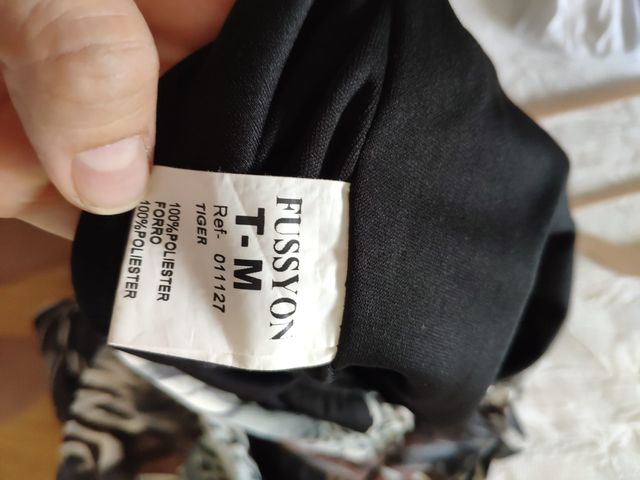 FUSSYON
T-M
Ref- 011127
TIGER
100%POLIESTER
FORRO
100%POLIESTER